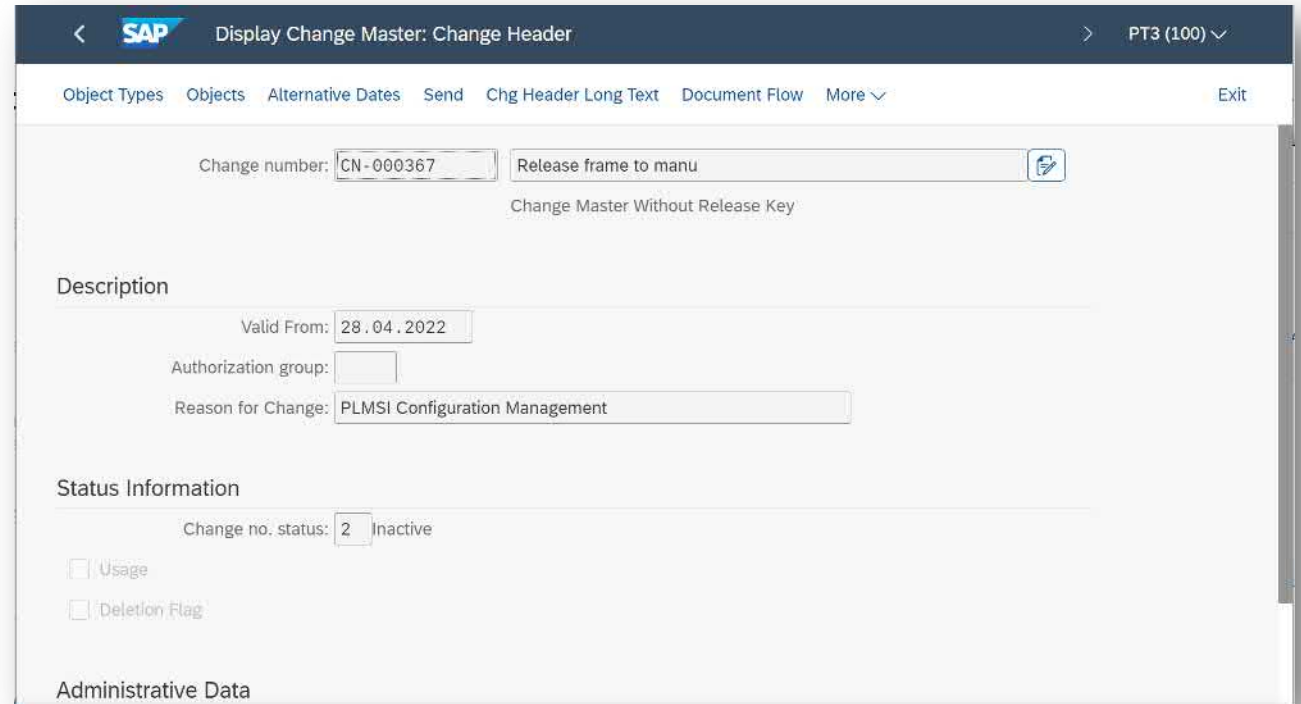 SAP Display Change Master: Change Header PT3 (100)
Object Types Objects Alternative Dates Send Chg Header Long Text Document Flow More Exit
Change number: CN-000367 Release frame to manu
Change Master Without Release Key
Description
Valid From: 28.04.2022
Authorization group:
Reason for Change: PLMSI Configuration Management
Status Information
Change no. status: 2 Inactive
Usage
Deletion Flag
Administrative Data